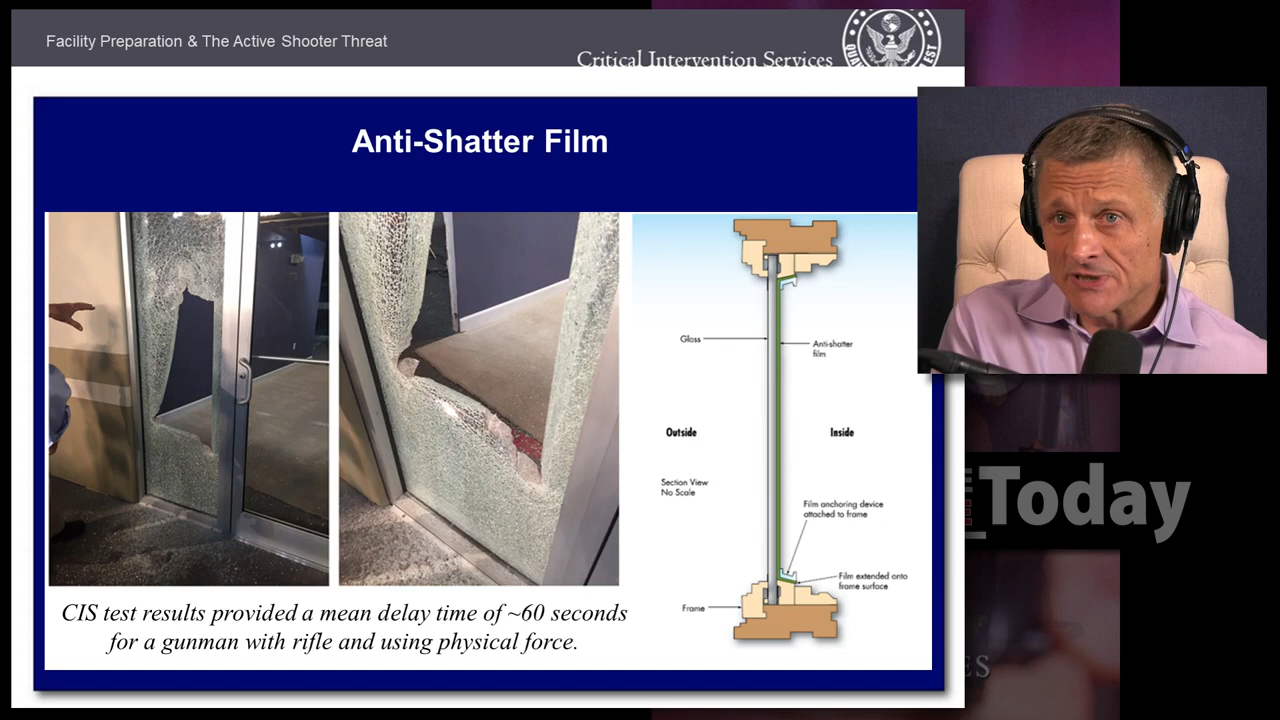 Facility Preparation & The Active Shooter Threat
Critical Intervention Services
Anti-Shatter Film
Glass
Anti-shatter
film
Outside
Inside
Section View
No Scale
Film anchoring device
attached to frame
Film extended onto
frame surface
Frame
CIS test results provided a mean delay time of ~60 seconds
for a gunman with rifle and using physical force.
Today